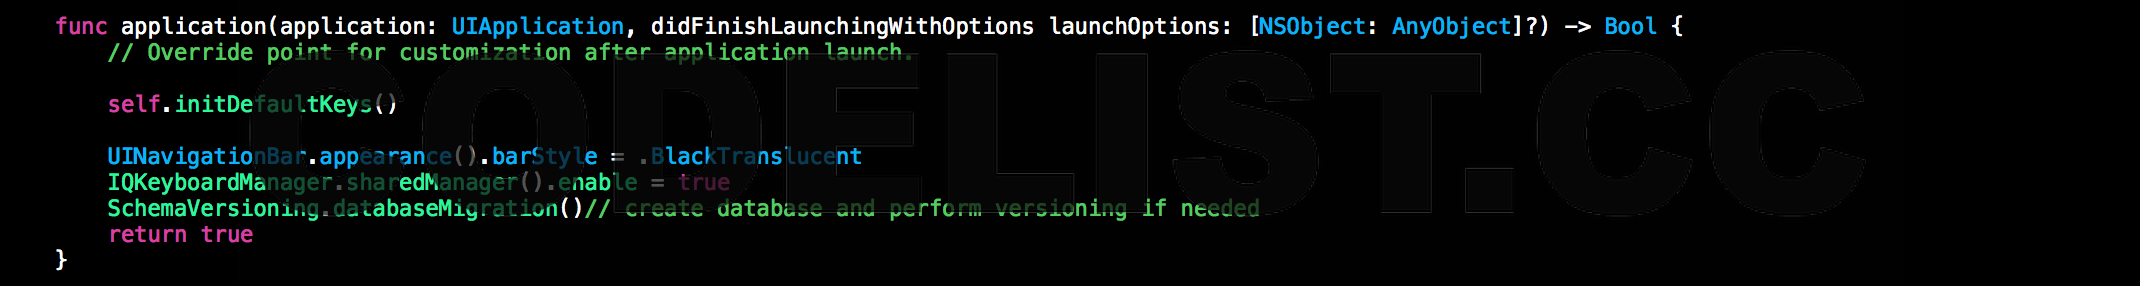 func application(application: UIApplication, didFinishLaunchingWithOptions launchOptions: [NSObject: AnyObject]?) -> Bool {
// Override point for customization after application launch.
self.initDefaultKeys()
UINavigationBar.appearance().barStyle = .BlackTranslucent
IQKeyboardManager.sharedManager().enable = true
SchemaVersioning.databaseMigration()// create database and perform versioning if needed
return true
}
CODELIST.CC